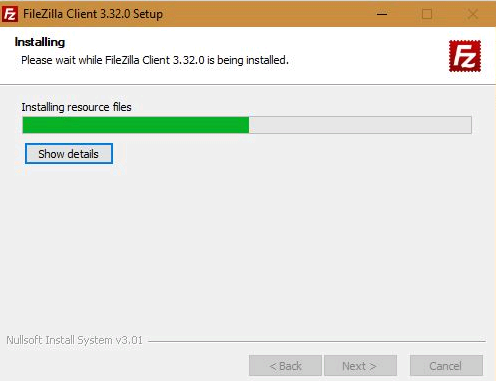 FileZilla Client 3.32.0 Setup
Installing
Please wait while FileZilla Client 3.32.0 is being installed.
Fz
Installing resource files
Show details
Nullsoft Install System v3.01
< Back
Next >
Cancel